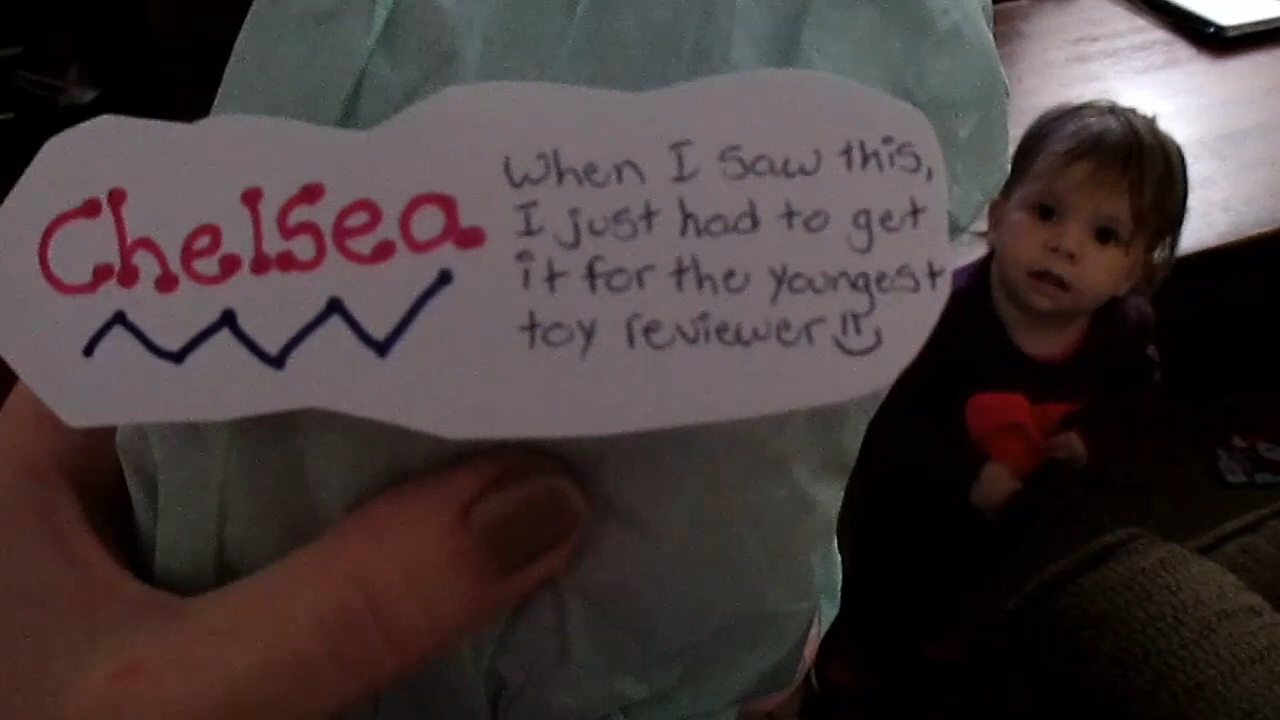 Chelsea
When I saw this,
I just had to get
it for the youngest
toy reviewer